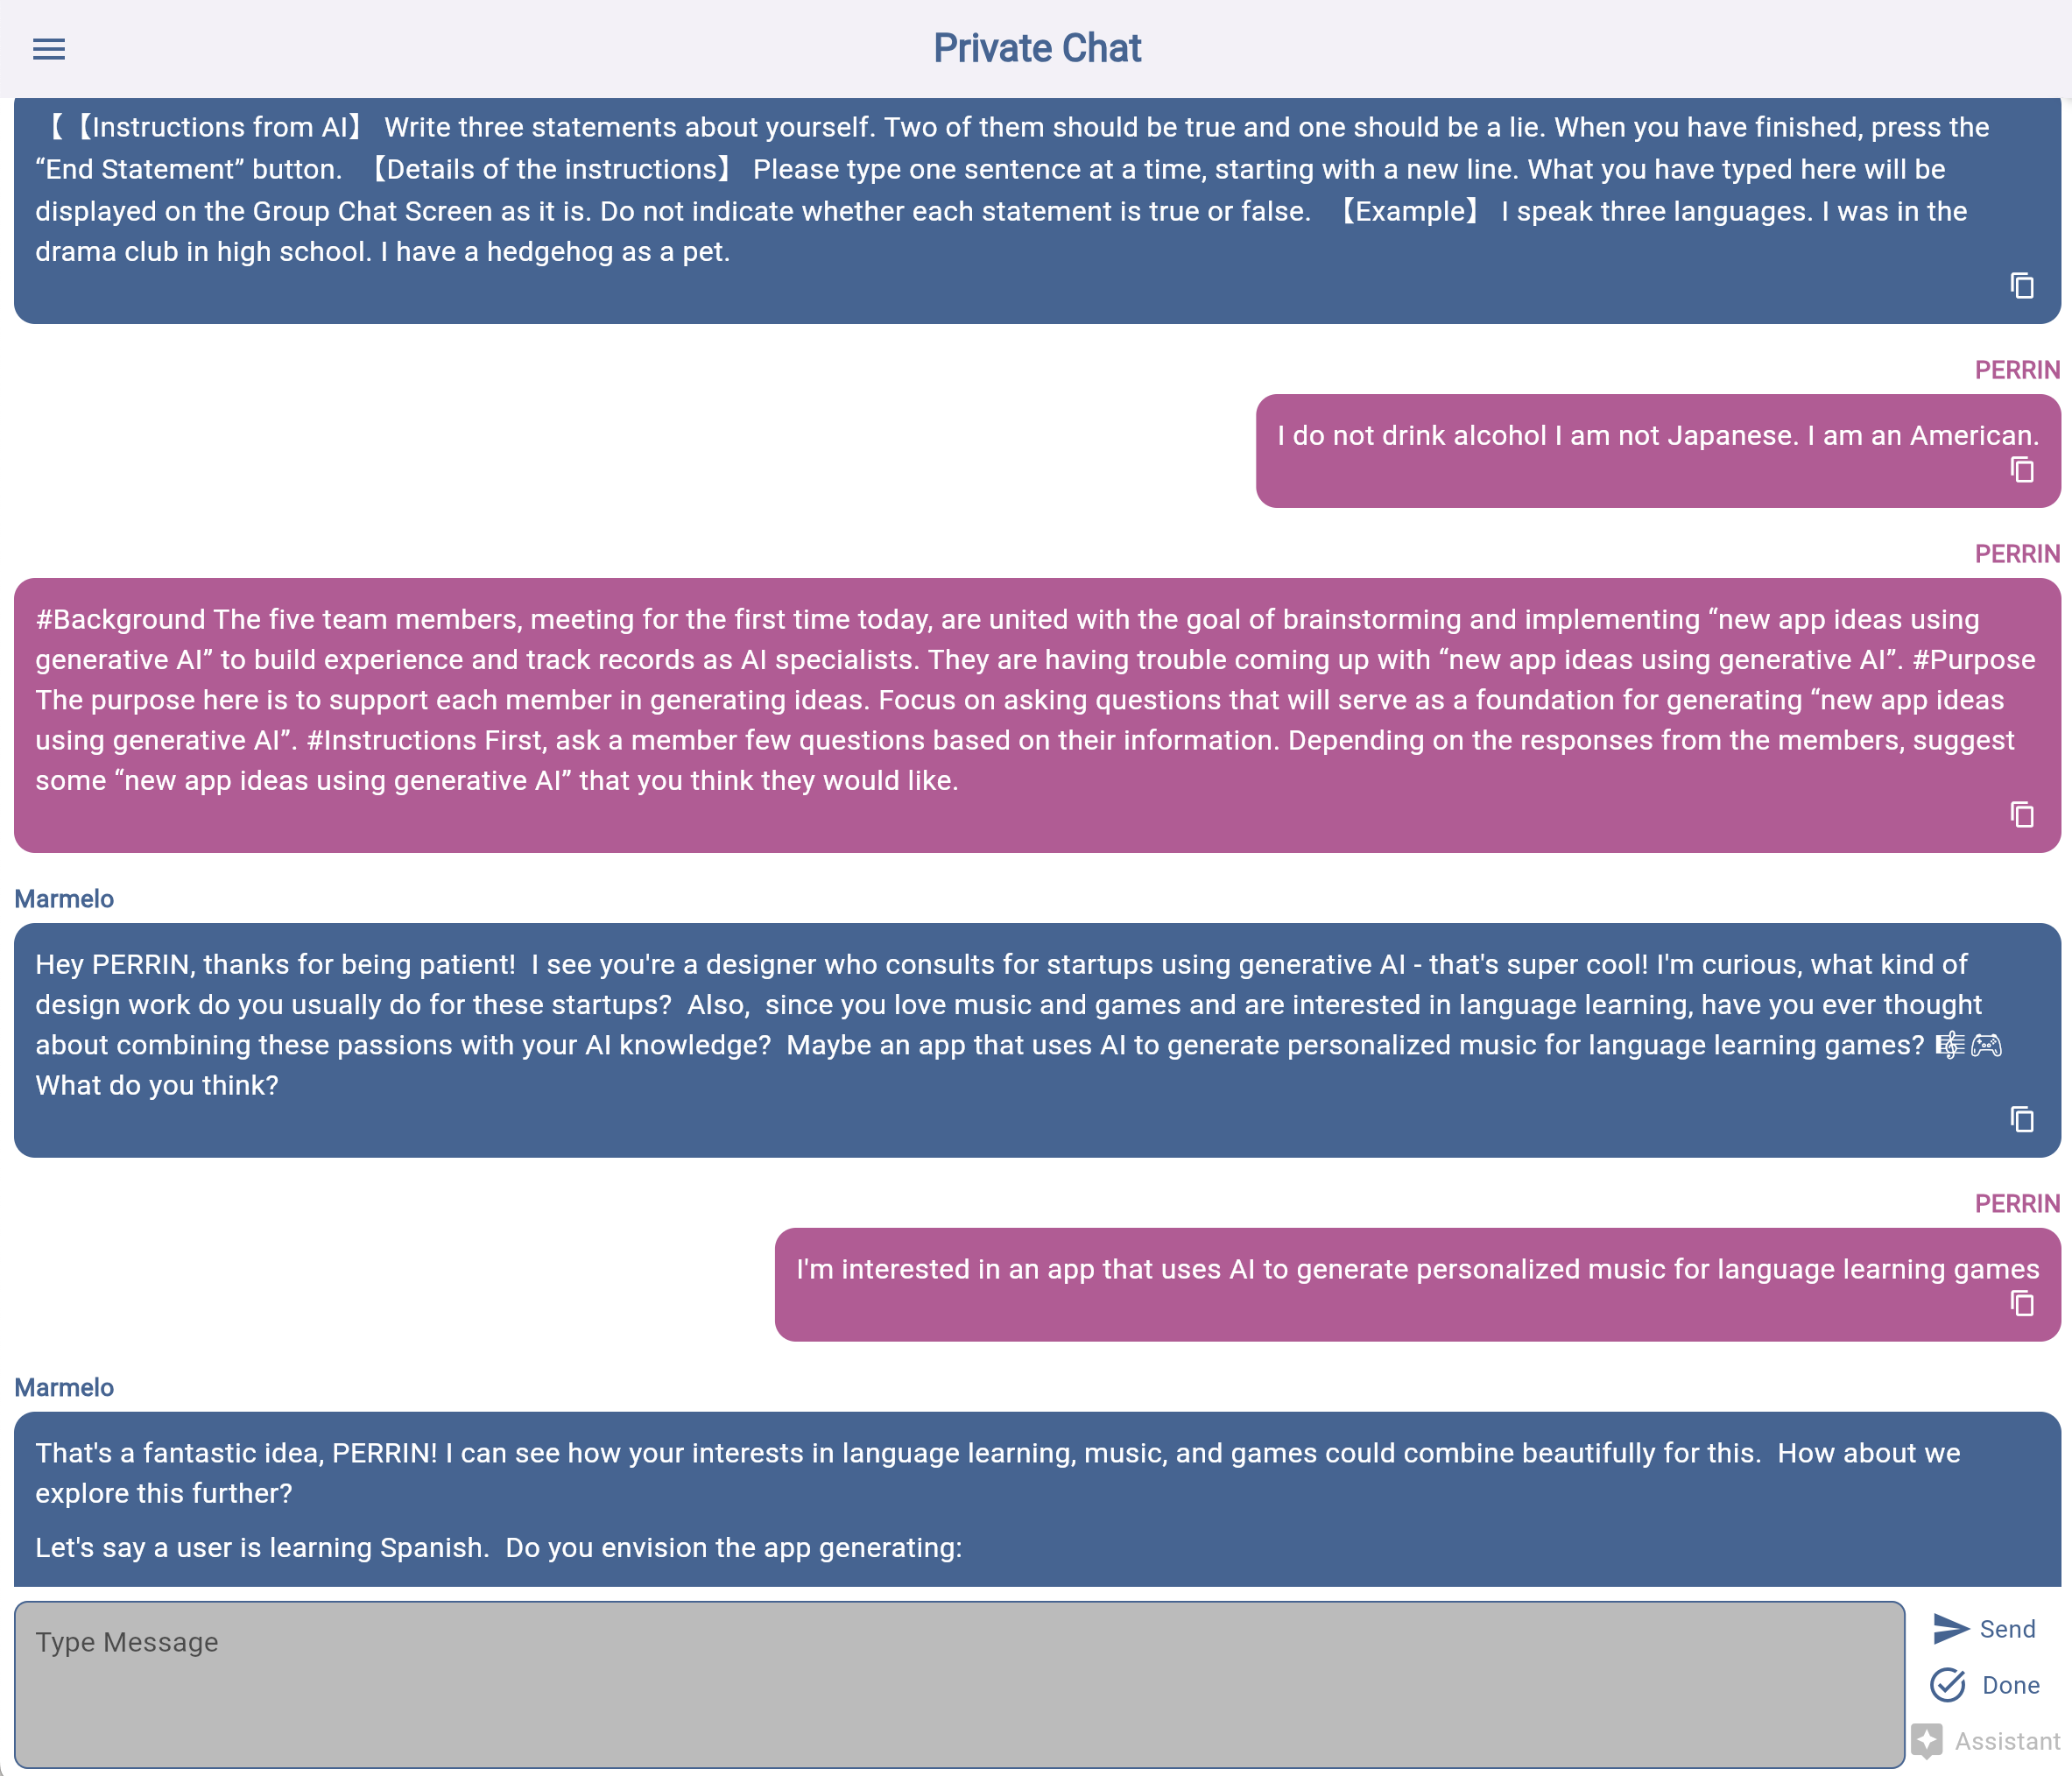 Private Chat
【【Instructions from AI】 Write three statements about yourself. Two of them should be true and one should be a lie. When you have finished, press the
“End Statement” button. 【Details of the instructions】 Please type one sentence at a time, starting with a new line. What you have typed here will be
displayed on the Group Chat Screen as it is. Do not indicate whether each statement is true or false. 【Example】 I speak three languages. I was in the
drama club in high school. I have a hedgehog as a pet.
PERRIN
I do not drink alcohol I am not Japanese. I am an American.
PERRIN
#Background The five team members, meeting for the first time today, are united with the goal of brainstorming and implementing “new app ideas using
generative AI” to build experience and track records as AI specialists. They are having trouble coming up with “new app ideas using generative AI”. #Purpose
The purpose here is to support each member in generating ideas. Focus on asking questions that will serve as a foundation for generating “new app ideas
using generative AI”. #Instructions First, ask a member few questions based on their information. Depending on the responses from the members, suggest
some “new app ideas using generative AI” that you think they would like.
Marmelo
Hey PERRIN, thanks for being patient! I see you're a designer who consults for startups using generative AI - that's super cool! I'm curious, what kind of
design work do you usually do for these startups? Also, since you love music and games and are interested in language learning, have you ever thought
about combining these passions with your AI knowledge? Maybe an app that uses AI to generate personalized music for language learning games? 🎼🎮
What do you think?
PERRIN
I'm interested in an app that uses AI to generate personalized music for language learning games
Marmelo
That's a fantastic idea, PERRIN! I can see how your interests in language learning, music, and games could combine beautifully for this. How about we
explore this further?
Let's say a user is learning Spanish. Do you envision the app generating:
Type Message
Send
Done
Assistant